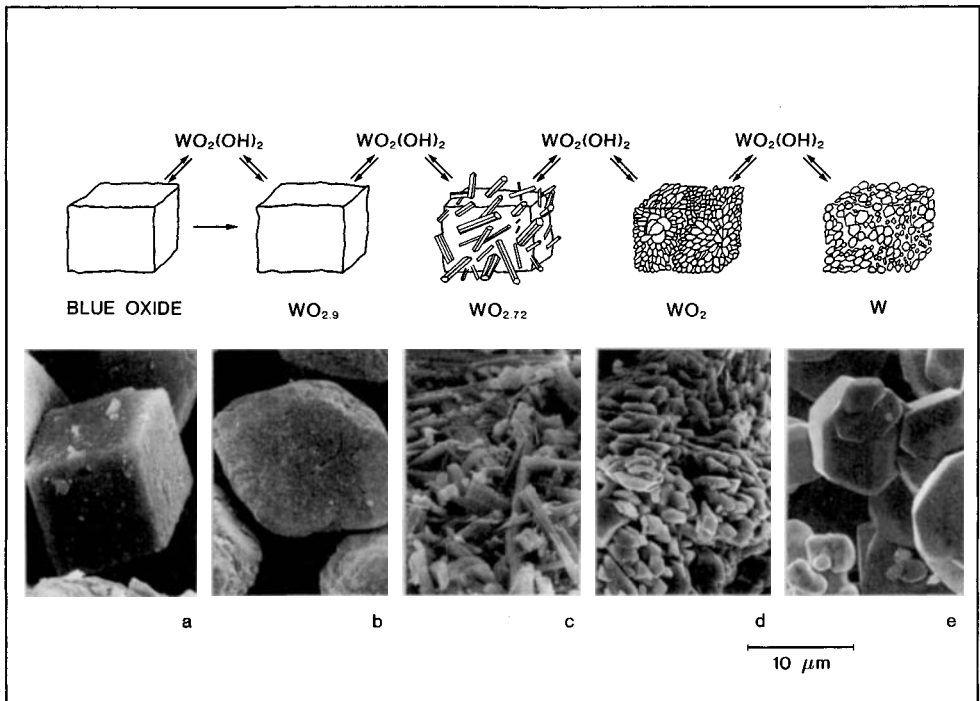 WO₂(OH)₂ WO₂(OH)₂ WO₂(OH)₂ WO₂(OH)₂
BLUE OXIDE WO₂.₉ WO₂.₇₂ WO₂ W
a b c d e
10 μm